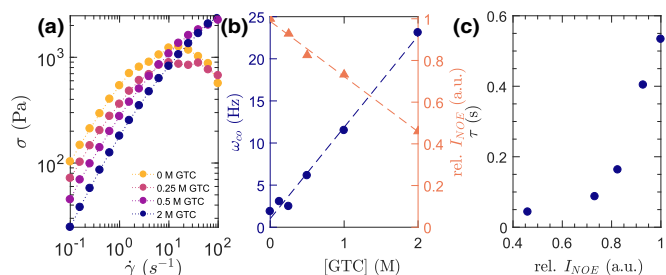 (a)
σ (Pa)
10³
10²
0 M GTC
0.25 M GTC
0.5 M GTC
2 M GTC
10⁻¹ 10⁰ 10¹ 10²
γ̇ (s⁻¹)
(b)
ω_co (Hz)
25
20
15
10
5
0
0 1 2
[GTC] (M)
1
0.8
0.6
0.4
0.2
0
rel. I_NOE (a.u.)
(c)
τ (s)
0.6
0.4
0.2
0
0.4 0.6 0.8 1
rel. I_NOE (a.u.)